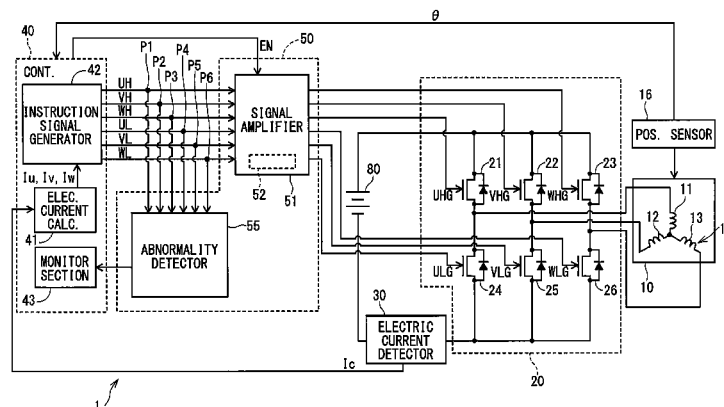 θ
40
P1
P4
50
EN
CONT.
42
P2
P5
P3
P6
UH
VH
WH
UL
VL
WL
INSTRUCTION
SIGNAL
GENERATOR
SIGNAL
AMPLIFIER
16
POS. SENSOR
Iu, Iv, Iw
52
51
80
21
22
23
UHG
VHG
WHG
ELEC.
CURRENT
CALC.
41
55
ABNORMALITY
DETECTOR
11
12
13
1
MONITOR
SECTION
43
ULG
VLG
WLG
10
24
25
26
30
ELECTRIC
CURRENT
DETECTOR
Ic
20
1